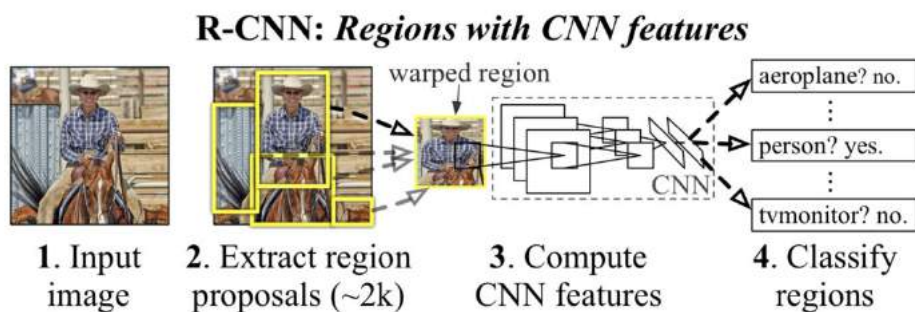 R-CNN: Regions with CNN features
warped region
aeroplane? no.
⋮
person? yes.
⋮
tvmonitor? no.
CNN
1. Input image
2. Extract region proposals (~2k)
3. Compute CNN features
4. Classify regions